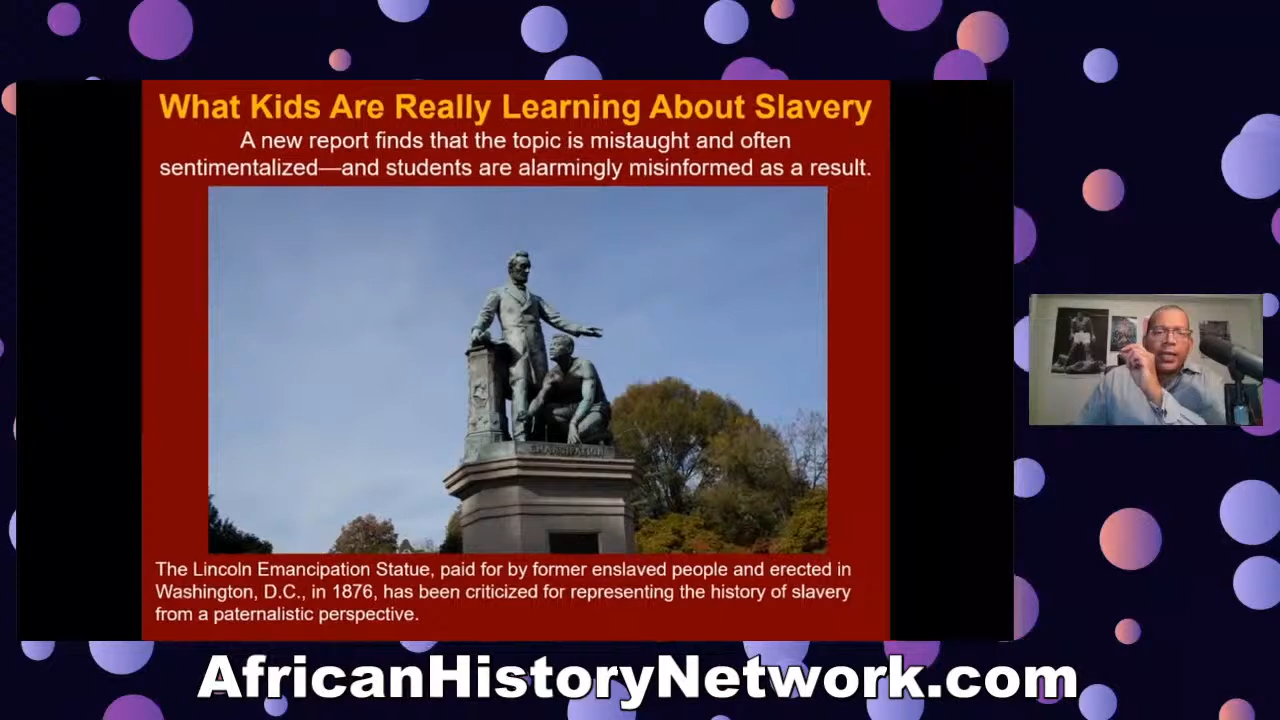 What Kids Are Really Learning About Slavery
A new report finds that the topic is mistaught and often
sentimentalized—and students are alarmingly misinformed as a result.
EMANCIPATION
The Lincoln Emancipation Statue, paid for by former enslaved people and erected in
Washington, D.C., in 1876, has been criticized for representing the history of slavery
from a paternalistic perspective.
AfricanHistoryNetwork.com